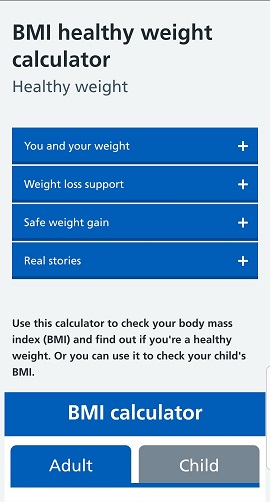 BMI healthy weight
calculator
Healthy weight
You and your weight +
Weight loss support +
Safe weight gain +
Real stories +
Use this calculator to check your body mass
index (BMI) and find out if you're a healthy
weight. Or you can use it to check your child's
BMI.
BMI calculator
Adult Child